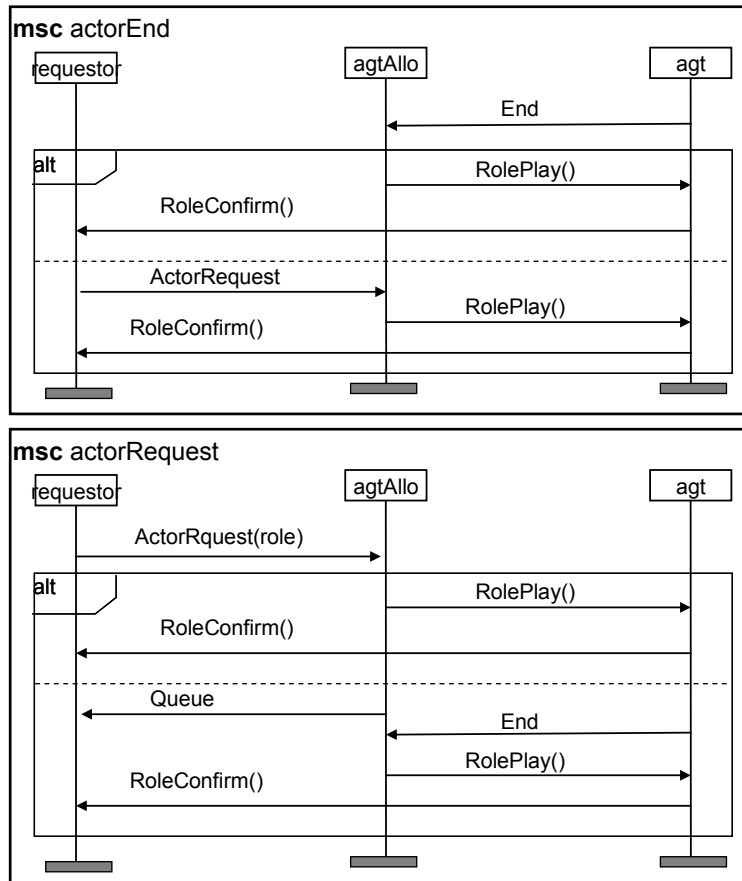 msc actorEnd
requestor
agtAllo
agt
End
alt
RolePlay()
RoleConfirm()
ActorRequest
RolePlay()
RoleConfirm()
msc actorRequest
requestor
agtAllo
agt
ActorRquest(role)
alt
RolePlay()
RoleConfirm()
Queue
End
RolePlay()
RoleConfirm()